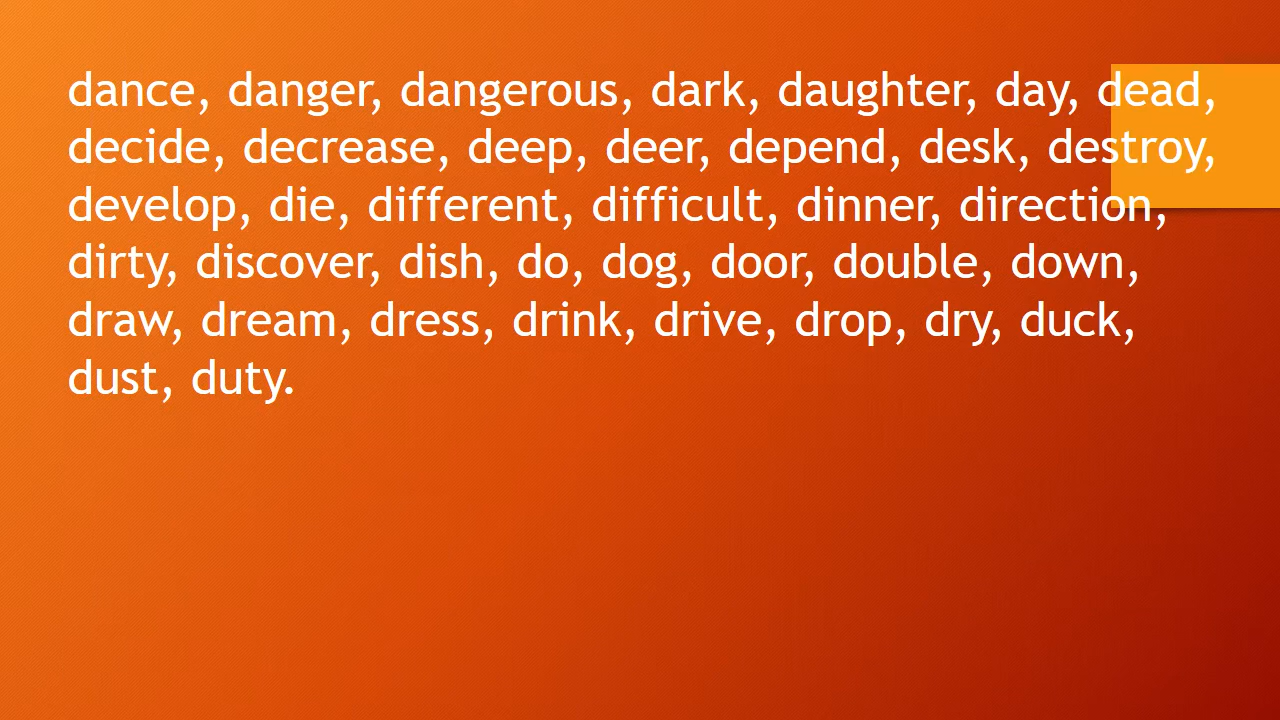 dance, danger, dangerous, dark, daughter, day, dead,
decide, decrease, deep, deer, depend, desk, destroy,
develop, die, different, difficult, dinner, direction,
dirty, discover, dish, do, dog, door, double, down,
draw, dream, dress, drink, drive, drop, dry, duck,
dust, duty.